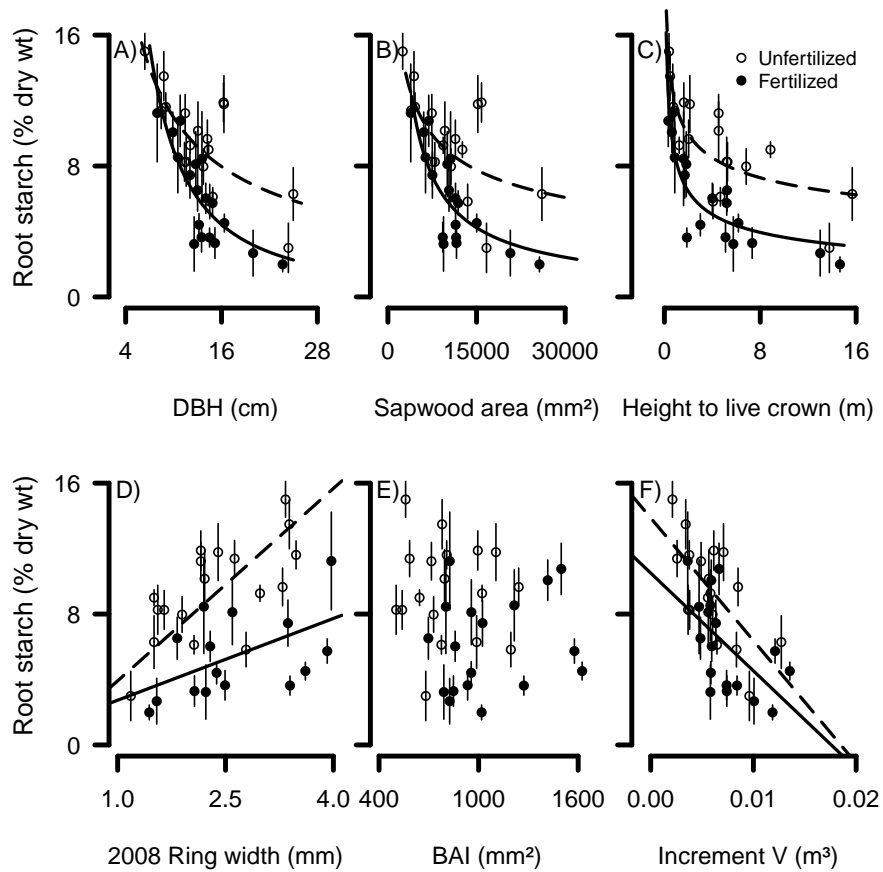 Root starch (% dry wt)
16
8
0
A)
B)
C)
Unfertilized
Fertilized
4 16 28
0 15000 30000
0 8 16
DBH (cm)
Sapwood area (mm²)
Height to live crown (m)
Root starch (% dry wt)
16
8
0
D)
E)
F)
1.0 2.5 4.0
400 1000 1600
0.00 0.01 0.02
2008 Ring width (mm)
BAI (mm²)
Increment V (m³)